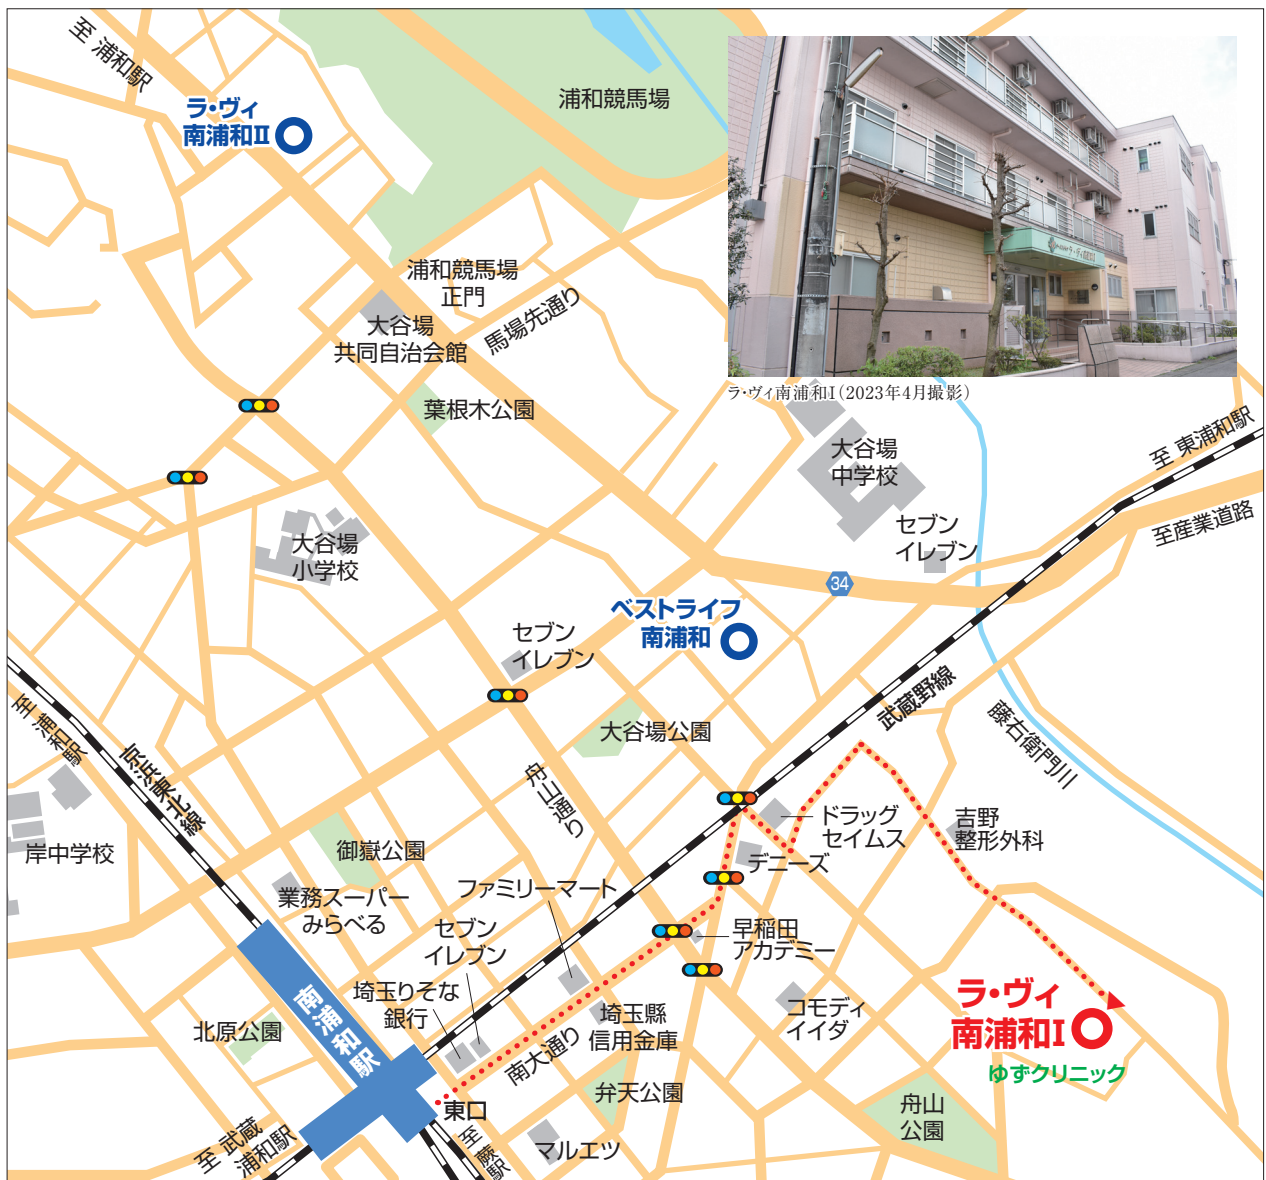 至 浦和駅
ラ・ヴィ
南浦和Ⅱ
浦和競馬場
浦和競馬場
正門
大谷場
共同自治会館
馬場先通り
葉根木公園
ラ・ヴィ南浦和Ⅰ（2023年4月撮影）
大谷場
中学校
至 東浦和駅
至産業道路
セブン
イレブン
34
大谷場
小学校
ベストライフ
南浦和
セブン
イレブン
武蔵野線
藤右衛門川
大谷場公園
舟山通り
至 浦和駅
京浜東北線
岸中学校
御嶽公園
業務スーパー
みらべる
ファミリーマート
セブン
イレブン
埼玉りそな
銀行
ドラッグ
セイムス
デニーズ
吉野
整形外科
早稲田
アカデミー
コモディ
イイダ
埼玉縣
信用金庫
南大通り
北原公園
南浦和駅
東口
弁天公園
マルエツ
至 蕨駅
至 武蔵
浦和駅
ラ・ヴィ
南浦和Ⅰ
ゆずクリニック
舟山
公園